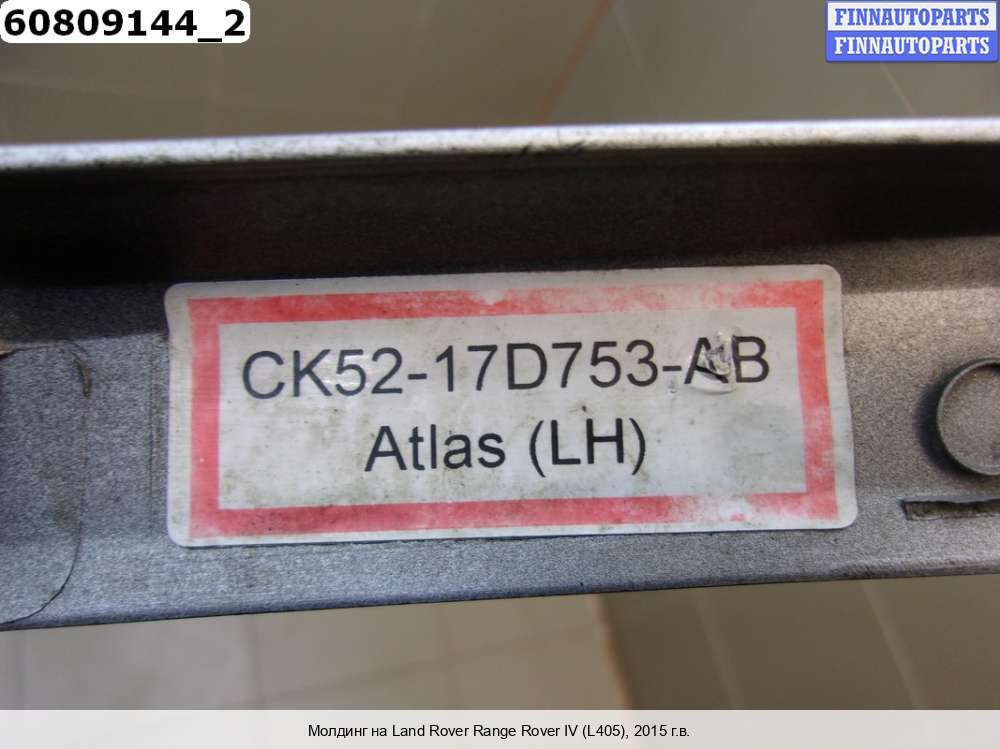 60809144_2
FINNAUTOPARTS
FINNAUTOPARTS
CK52-17D753-AB
Atlas (LH)
Молдинг на Land Rover Range Rover IV (L405), 2015 г.в.